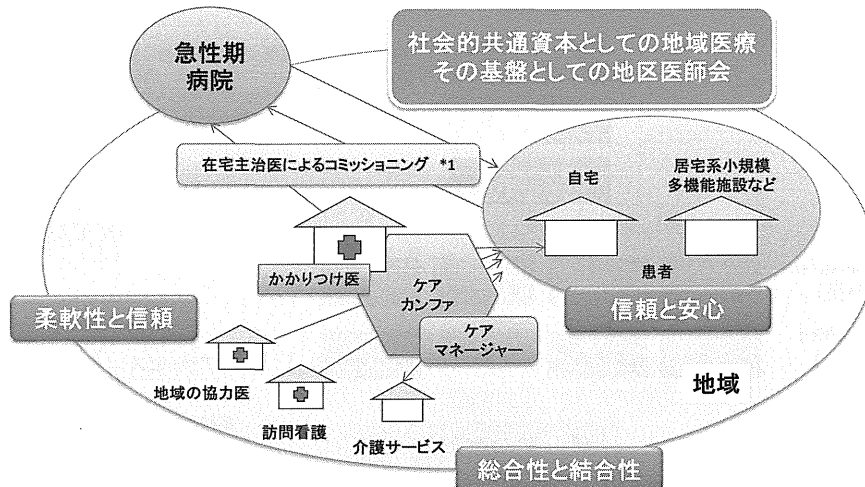 急性期
病院
社会的共通資本としての地域医療
その基盤としての地区医師会
在宅主治医によるコミッショニング *1
自宅
居宅系小規模
多機能施設など
患者
かかりつけ医
ケア
カンファ
ケア
マネージャー
柔軟性と信頼
信頼と安心
地域の協力医
訪問看護
介護サービス
地域
総合性と結合性